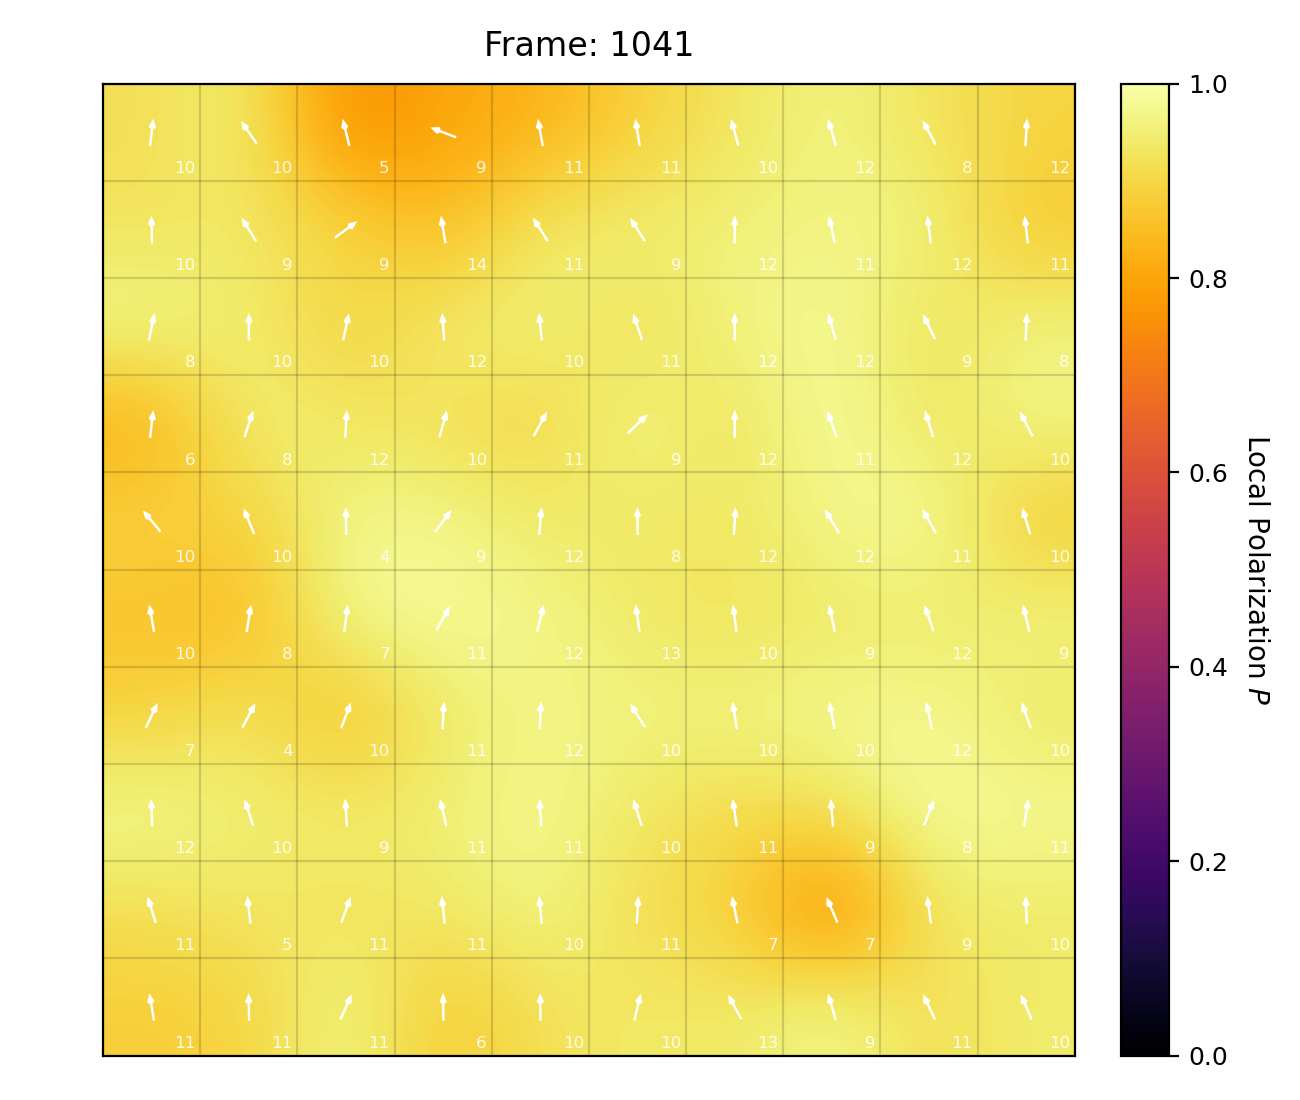 Frame: 1041
10 10 5 9 11 11 10 12 8 12
10 9 9 14 11 9 12 11 12 11
8 10 10 12 10 11 12 12 9 8
6 8 12 10 11 9 12 11 12 10
10 10 4 9 12 8 12 12 11 10
10 8 7 11 12 13 10 9 12 9
7 4 10 11 12 10 10 10 12 10
12 10 9 11 11 10 11 9 8 11
11 5 11 11 10 11 7 7 9 10
11 11 11 6 10 10 13 9 11 10
1.0
0.8
0.6
0.4
0.2
0.0
Local Polarization P